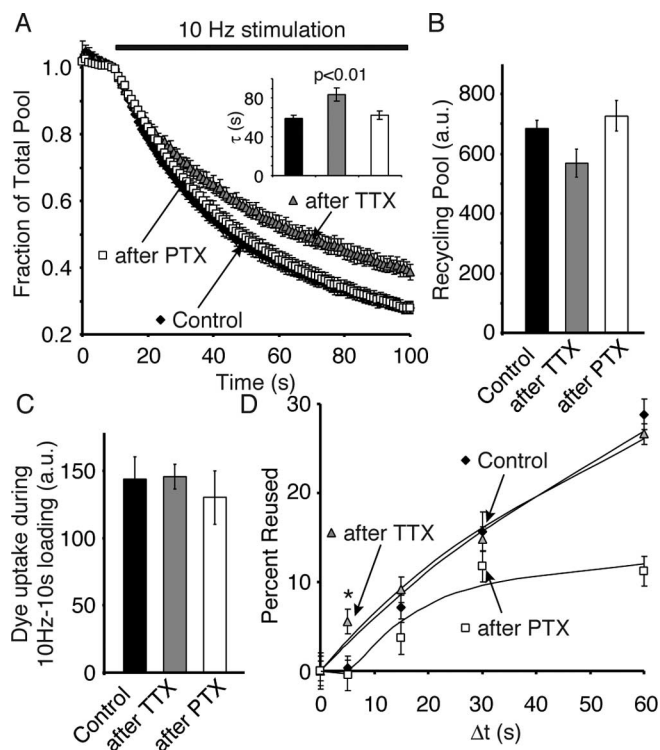 A
10 Hz stimulation
Fraction of Total Pool
1.0
0.8
0.6
0.4
0.2
0
20
40
60
80
100
Time (s)
p<0.01
τ (s)
80
40
0
after TTX
after PTX
Control
B
Recycling Pool (a.u.)
800
600
400
200
0
Control
after TTX
after PTX
C
Dye uptake during
10Hz-10s loading (a.u.)
150
100
50
0
Control
after TTX
after PTX
D
Percent Reused
30
20
10
0
0
10
20
30
40
50
60
Δt (s)
Control
after TTX
*
after PTX